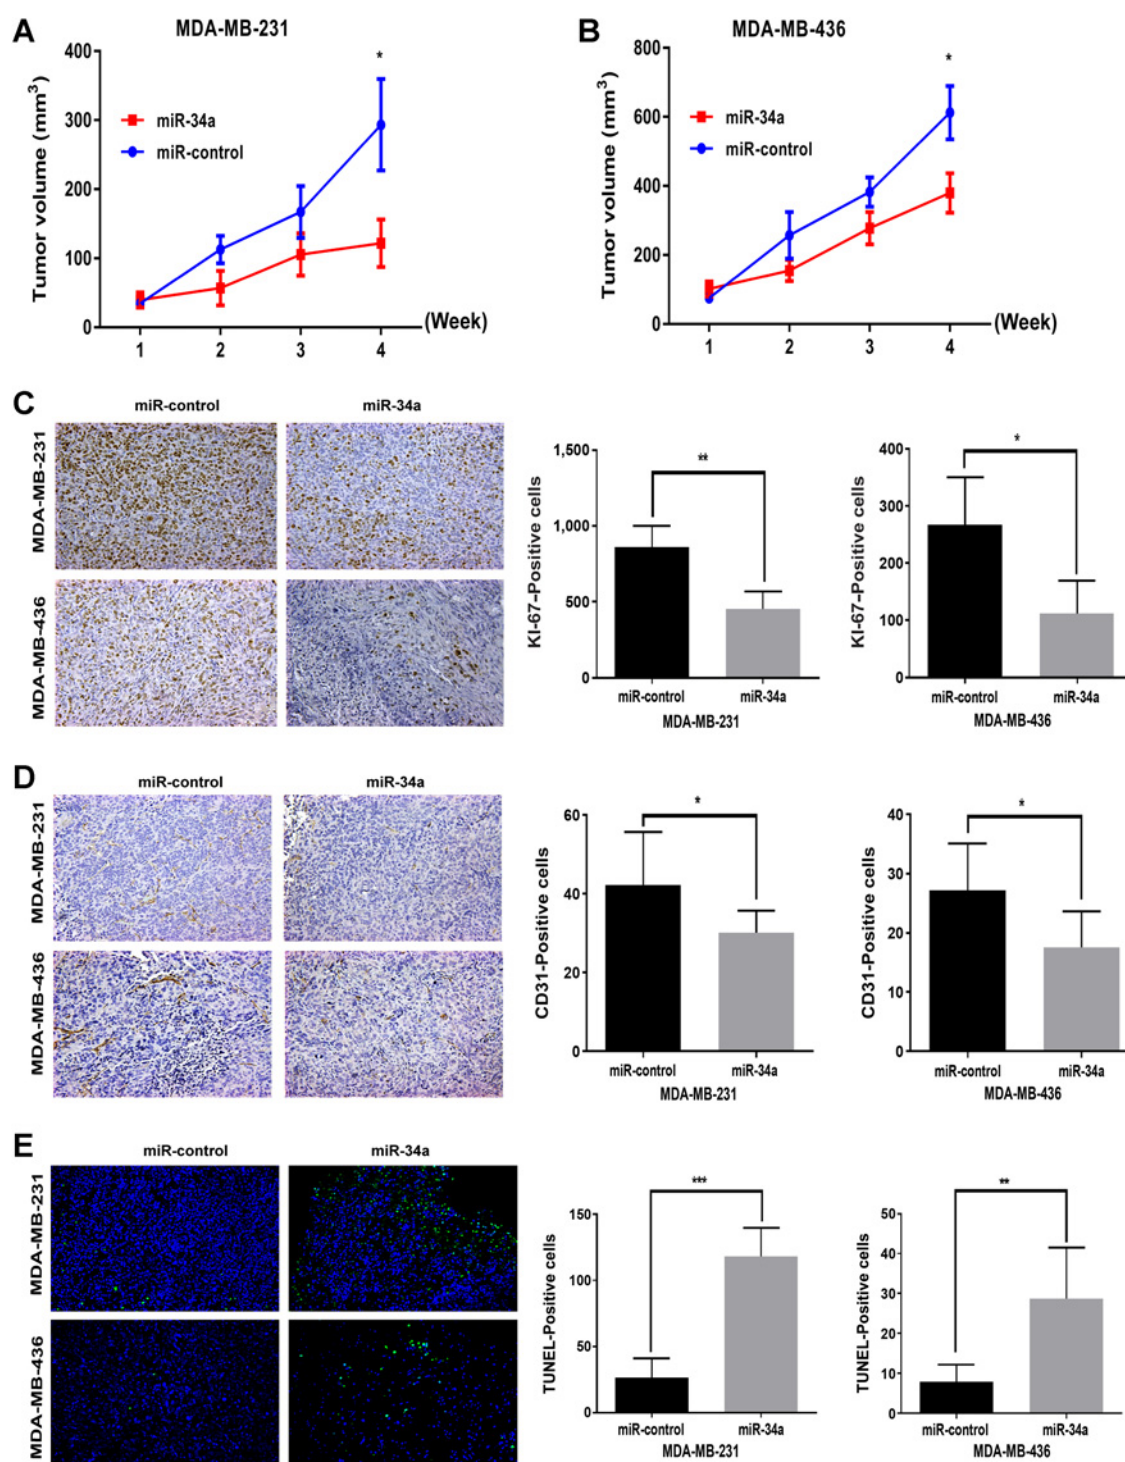 A
MDA-MB-231
Tumor volume (mm³)
400
300
200
100
0
miR-34a
miR-control
*
1 2 3 4
(Week)
B
MDA-MB-436
Tumor volume (mm³)
800
600
400
200
0
miR-34a
miR-control
*
1 2 3 4
(Week)
C
miR-control miR-34a
MDA-MB-231
MDA-MB-436
KI-67–Positive cells
1,500
1,000
500
0
**
miR-control miR-34a
MDA-MB-231
KI-67–Positive cells
400
300
200
100
0
*
miR-control miR-34a
MDA-MB-436
D
miR-control miR-34a
MDA-MB-231
MDA-MB-436
CD31-Positive cells
60
40
20
0
*
miR-control miR-34a
MDA-MB-231
CD31-Positive cells
40
30
20
10
0
*
miR-control miR-34a
MDA-MB-436
E
miR-control miR-34a
MDA-MB-231
MDA-MB-436
TUNEL-Positive cells
150
100
50
0
***
miR-control miR-34a
MDA-MB-231
TUNEL-Positive cells
50
40
30
20
10
0
**
miR-control miR-34a
MDA-MB-436